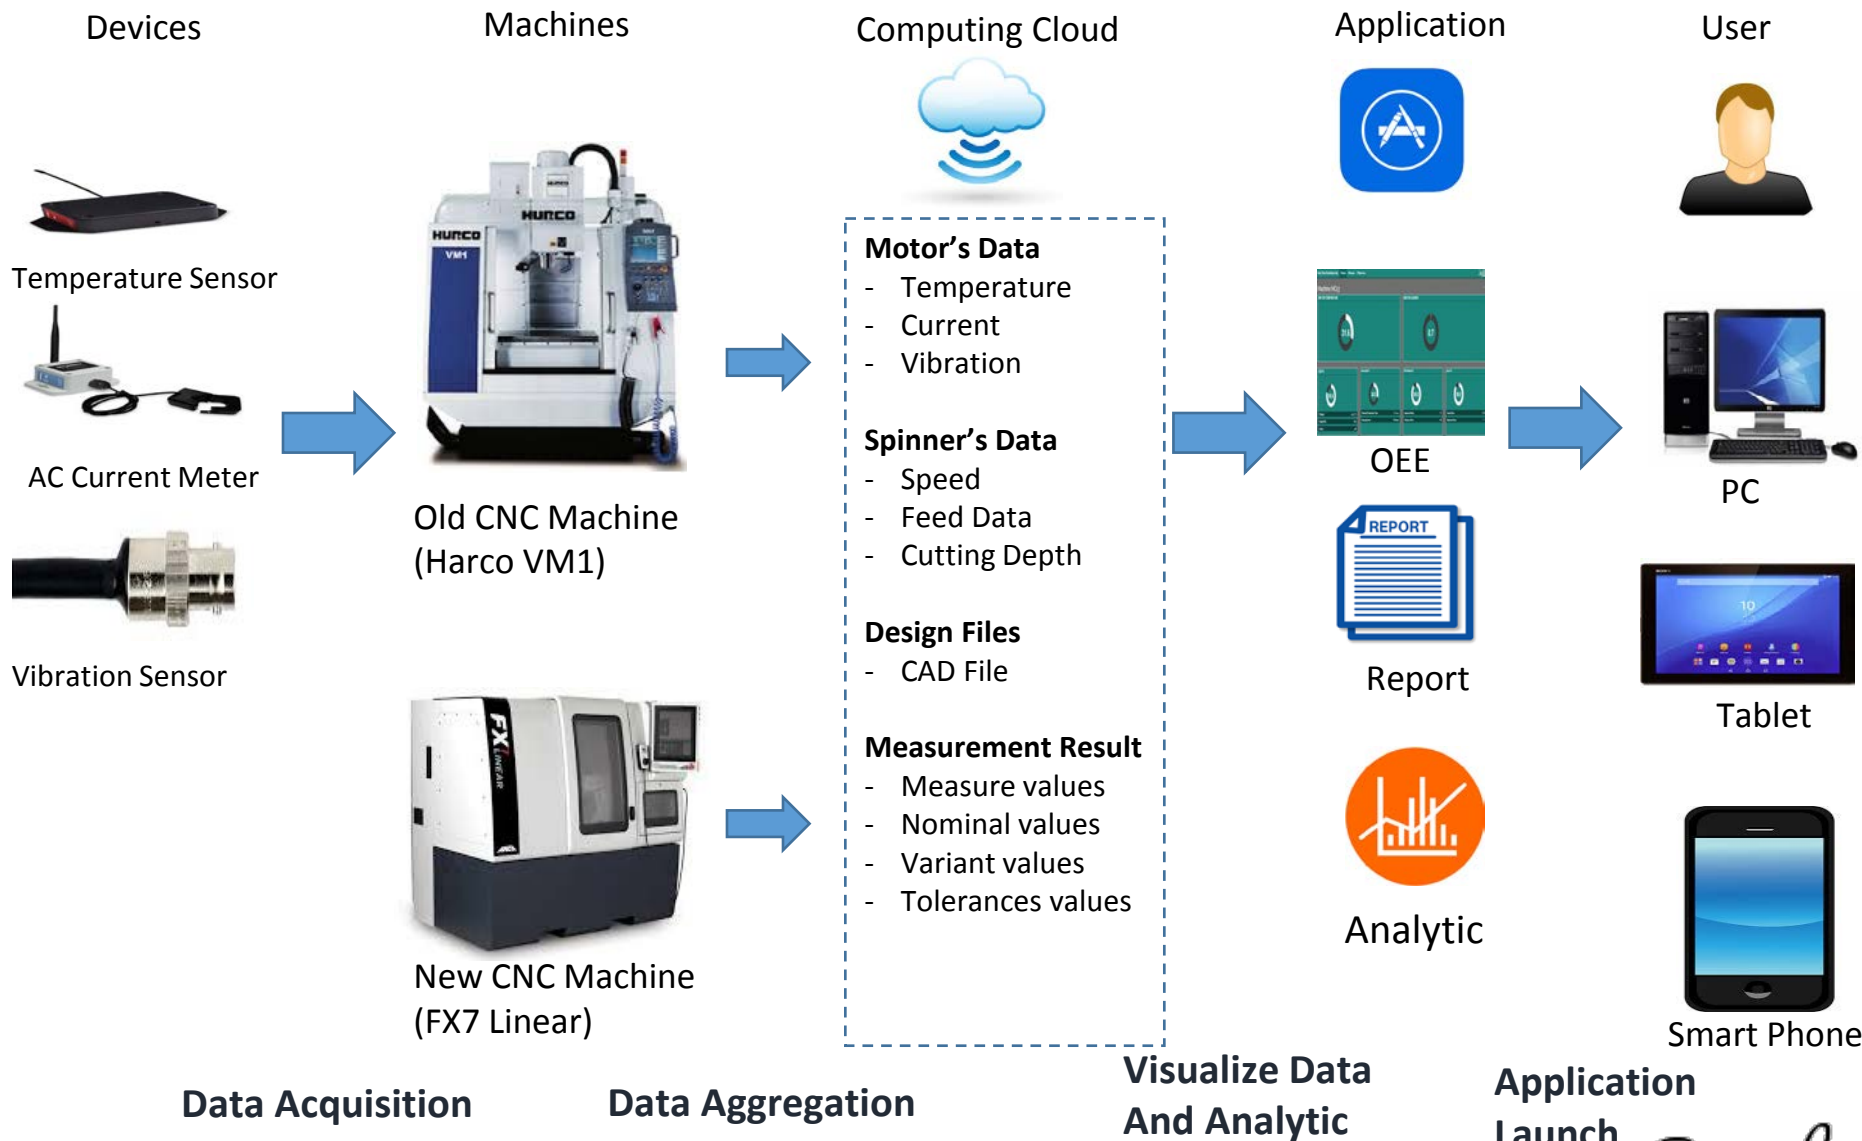 Devices
Machines
Computing Cloud
Application
User
Temperature Sensor
AC Current Meter
Vibration Sensor
HURCO
HURCO
VM1
Old CNC Machine
(Harco VM1)
FX
LINEAR
New CNC Machine
(FX7 Linear)
Motor’s Data
- Temperature
- Current
- Vibration
Spinner’s Data
- Speed
- Feed Data
- Cutting Depth
Design Files
- CAD File
Measurement Result
- Measure values
- Nominal values
- Variant values
- Tolerances values
OEE
REPORT
Report
Analytic
PC
10
Tablet
Smart Phone
Data Acquisition
Data Aggregation
Visualize Data
And Analytic
Application
Launch